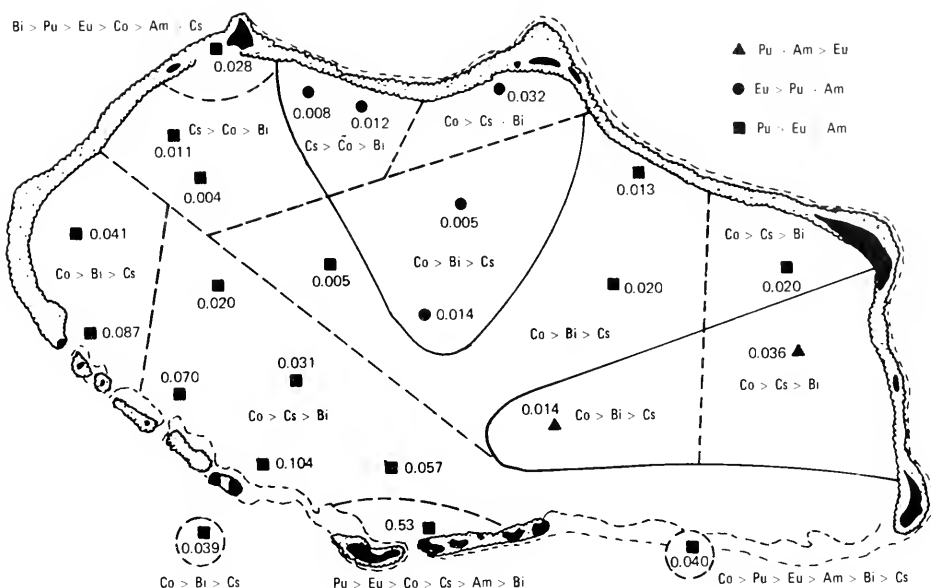 Bi > Pu > Eu > Co > Am · Cs
0.028
▲ Pu · Am > Eu
● Eu > Pu · Am
■ Pu > Eu · Am
0.008
0.012
0.032
Cs > Co > Bi
Cs > Co > Bi
Co > Cs · Bi
0.011
0.004
0.013
0.005
0.041
Co > Bi > Cs
0.020
0.005
Co > Bi > Cs
Co > Cs > Bi
0.020
0.020
0.014
0.087
Co > Bi > Cs
0.036
Co > Cs > Bi
0.070
0.031
Co > Cs > Bi
0.014
Co > Bi > Cs
0.104
0.057
0.53
0.039
Co > Bi > Cs
Pu > Eu > Co > Cs > Am > Bi
0.040
Co > Pu > Eu > Am > Bi > Cs